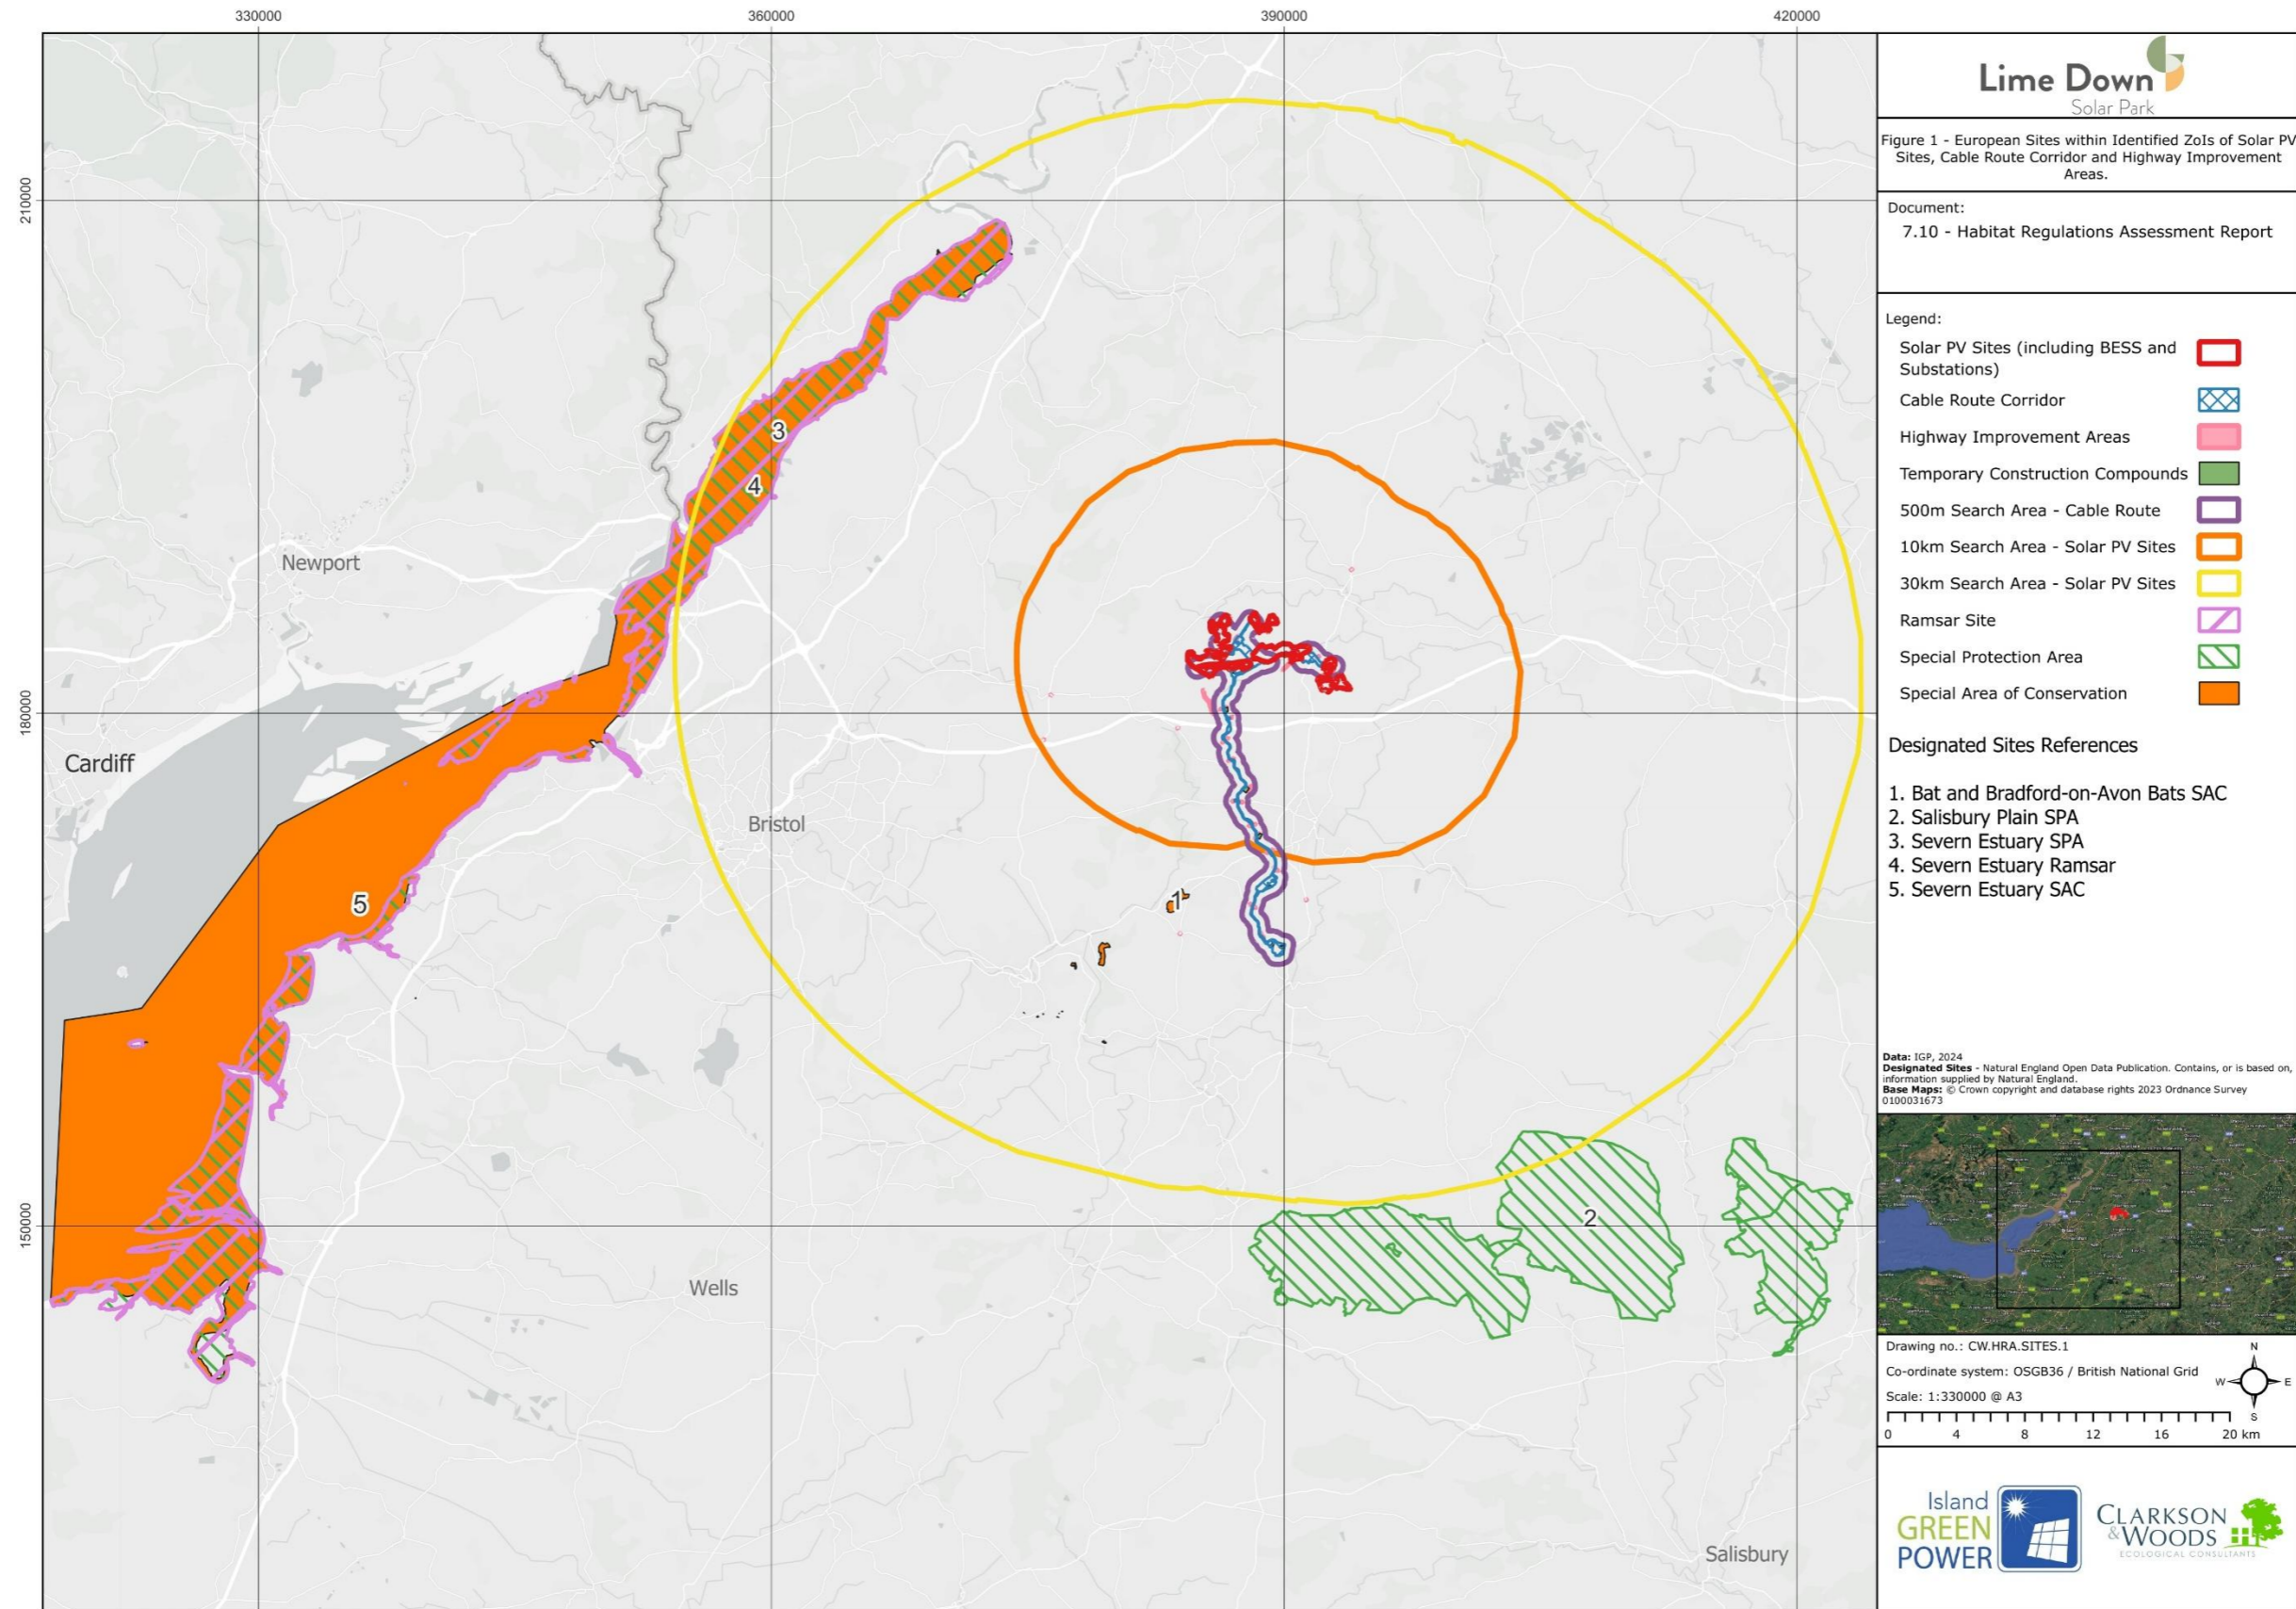 330000 360000 390000 420000
210000
180000
150000
Newport
Cardiff
Bristol
Wells
Salisbury
3
4
5
1
2
Lime Down
Solar Park
Figure 1 - European Sites within Identified ZoIs of Solar PV
Sites, Cable Route Corridor and Highway Improvement
Areas.
Document:
7.10 - Habitat Regulations Assessment Report
Legend:
Solar PV Sites (including BESS and
Substations)
Cable Route Corridor
Highway Improvement Areas
Temporary Construction Compounds
500m Search Area - Cable Route
10km Search Area - Solar PV Sites
30km Search Area - Solar PV Sites
Ramsar Site
Special Protection Area
Special Area of Conservation
Designated Sites References
1. Bat and Bradford-on-Avon Bats SAC
2. Salisbury Plain SPA
3. Severn Estuary SPA
4. Severn Estuary Ramsar
5. Severn Estuary SAC
Data: IGP, 2024
Designated Sites - Natural England Open Data Publication. Contains, or is based on,
information supplied by Natural England.
Base Maps: © Crown copyright and database rights 2023 Ordnance Survey
0100031673
Drawing no.: CW.HRA.SITES.1
Co-ordinate system: OSGB36 / British National Grid
Scale: 1:330000 @ A3
N
W E
S
0 4 8 12 16 20 km
Island
GREEN
POWER
CLARKSON
&WOODS
ECOLOGICAL CONSULTANTS